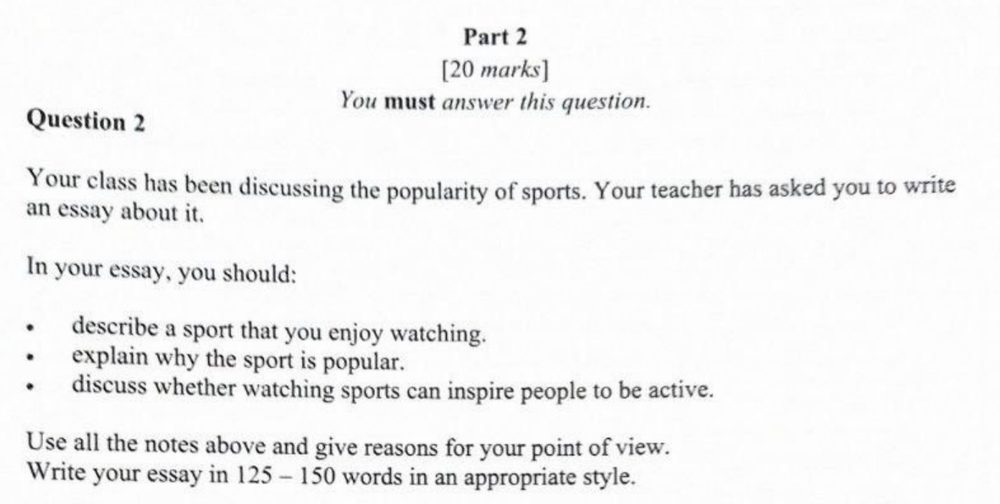 Part 2
[20 marks]
You must answer this question.
Question 2
Your class has been discussing the popularity of sports. Your teacher has asked you to write
an essay about it.
In your essay, you should:
• describe a sport that you enjoy watching.
• explain why the sport is popular.
• discuss whether watching sports can inspire people to be active.
Use all the notes above and give reasons for your point of view.
Write your essay in 125 – 150 words in an appropriate style.